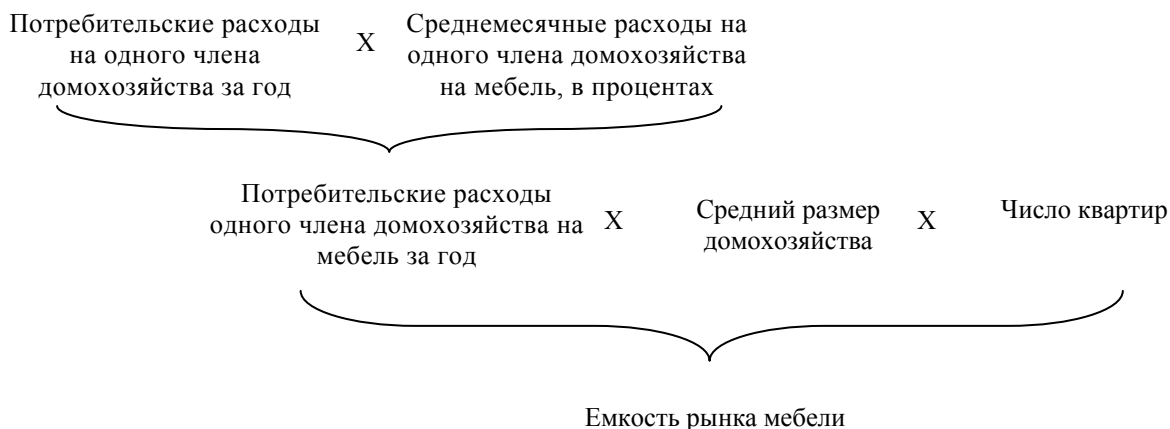 Потребительские расходы
на одного члена
домохозяйства за год
X
Среднемесячные расходы на
одного члена домохозяйства
на мебель, в процентах
Потребительские расходы
одного члена домохозяйства на
мебель за год
X
Средний размер
домохозяйства
X
Число квартир
Емкость рынка мебели